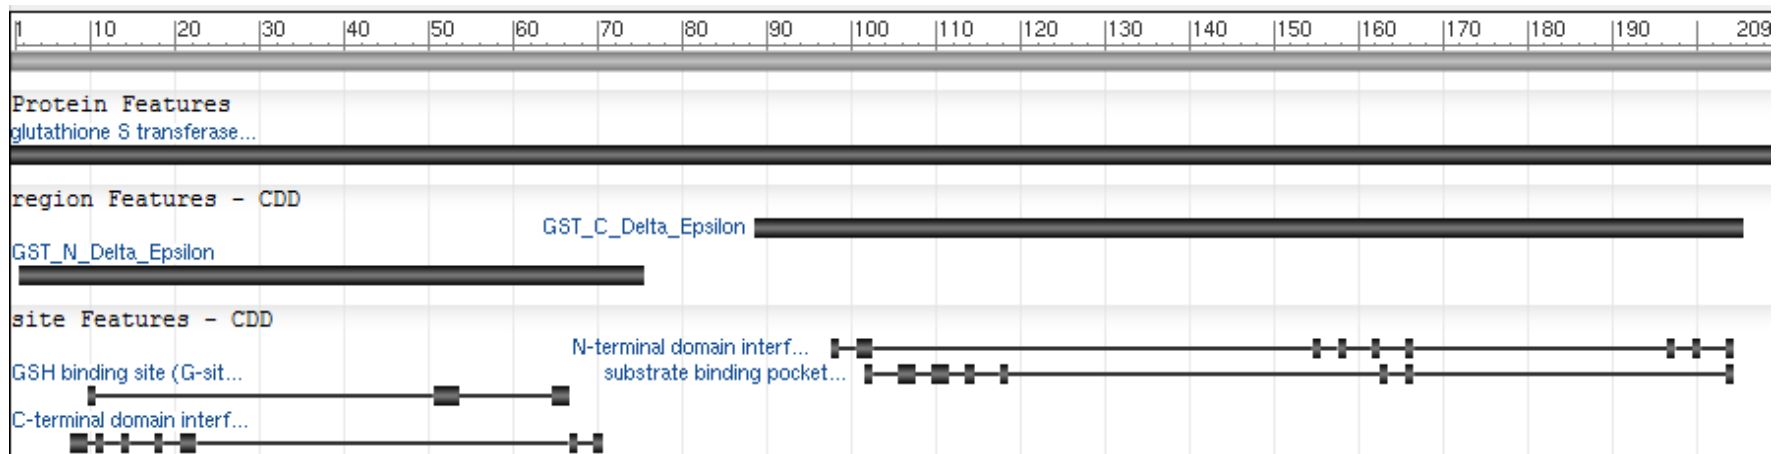 1 10 20 30 40 50 60 70 80 90 100 110 120 130 140 150 160 170 180 190 209
Protein Features
glutathione S transferase...
region Features - CDD
GST_C_Delta_Epsilon
GST_N_Delta_Epsilon
site Features - CDD
N-terminal domain interf...
GSH binding site (G-sit...
substrate binding pocket...
C-terminal domain interf...